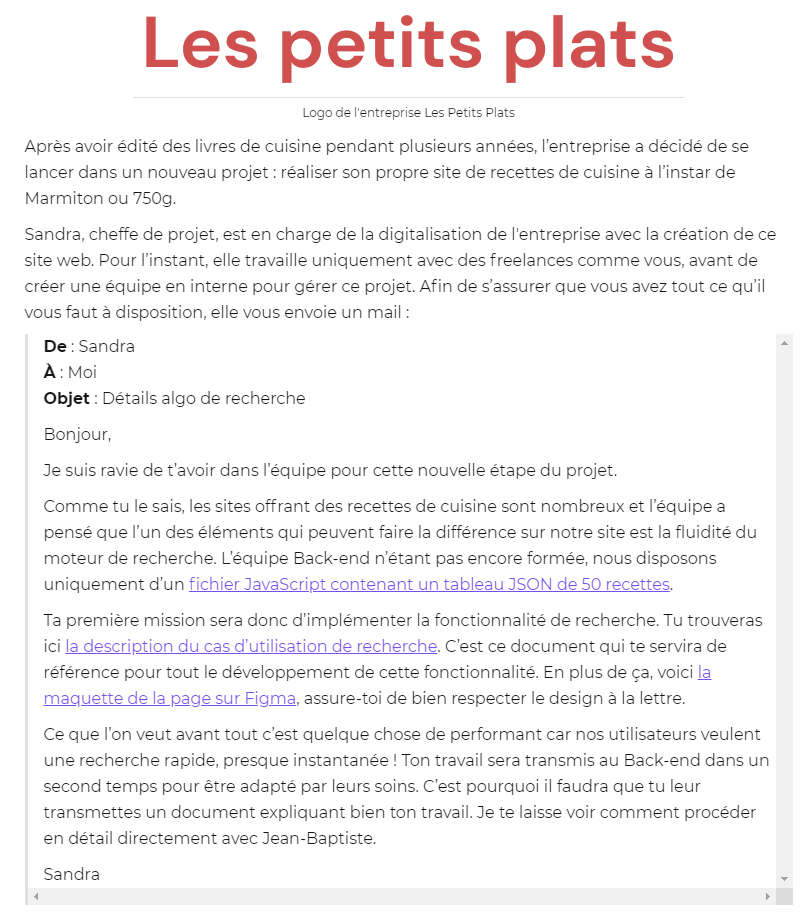 Les petits plats
Logo de l'entreprise Les Petits Plats
Après avoir édité des livres de cuisine pendant plusieurs années, l’entreprise a décidé de se
lancer dans un nouveau projet : réaliser son propre site de recettes de cuisine à l’instar de
Marmiton ou 750g.
Sandra, cheffe de projet, est en charge de la digitalisation de l'entreprise avec la création de ce
site web. Pour l’instant, elle travaille uniquement avec des freelances comme vous, avant de
créer une équipe en interne pour gérer ce projet. Afin de s’assurer que vous avez tout ce qu’il
vous faut à disposition, elle vous envoie un mail :
De : Sandra
À : Moi
Objet : Détails algo de recherche
Bonjour,
Je suis ravie de t’avoir dans l’équipe pour cette nouvelle étape du projet.
Comme tu le sais, les sites offrant des recettes de cuisine sont nombreux et l’équipe a
pensé que l’un des éléments qui peuvent faire la différence sur notre site est la fluidité du
moteur de recherche. L’équipe Back-end n’étant pas encore formée, nous disposons
uniquement d’un fichier JavaScript contenant un tableau JSON de 50 recettes.
Ta première mission sera donc d’implémenter la fonctionnalité de recherche. Tu trouveras
ici la description du cas d’utilisation de recherche. C’est ce document qui te servira de
référence pour tout le développement de cette fonctionnalité. En plus de ça, voici la
maquette de la page sur Figma, assure-toi de bien respecter le design à la lettre.
Ce que l’on veut avant tout c’est quelque chose de performant car nos utilisateurs veulent
une recherche rapide, presque instantanée ! Ton travail sera transmis au Back-end dans un
second temps pour être adapté par leurs soins. C’est pourquoi il faudra que tu leur
transmettes un document expliquant bien ton travail. Je te laisse voir comment procéder
en détail directement avec Jean-Baptiste.
Sandra